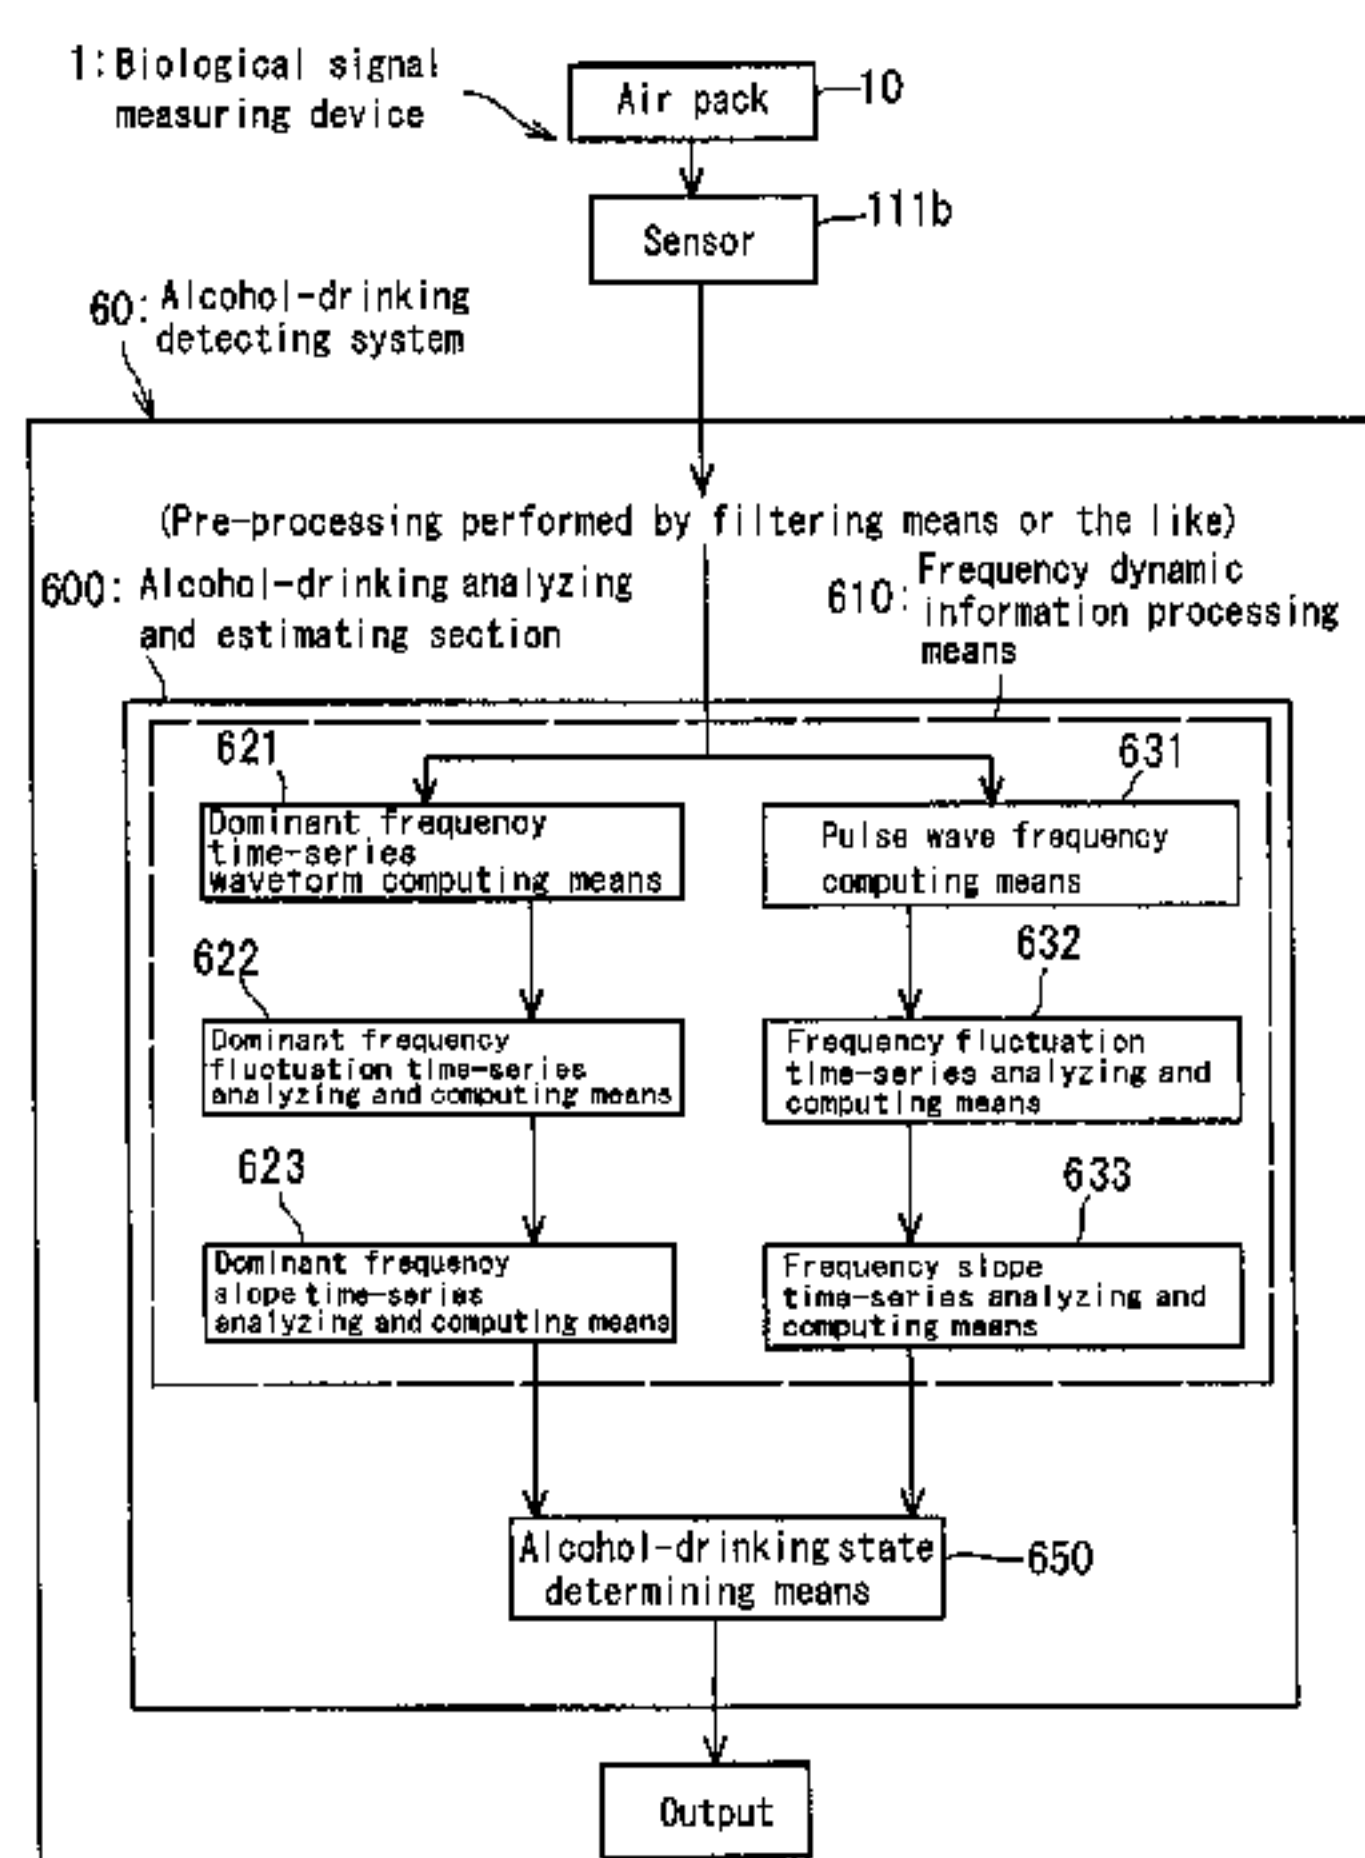 1:Biological signal
measuring device
Air pack
10
Sensor
111b
60:Alcohol-drinking
detecting system
(Pre-processing performed by filtering means or the like)
600:Alcohol-drinking analyzing
and estimating section
610:Frequency dynamic
information processing
means
621
Dominant frequency
time-series
waveform computing means
631
Pulse wave frequency
computing means
622
Dominant frequency
fluctuation time-series
analyzing and computing means
632
Frequency fluctuation
time-series analyzing and
computing means
623
Dominant frequency
slope time-series
analyzing and computing means
633
Frequency slope
time-series analyzing and
computing means
Alcohol-drinking state
determining means
650
Output